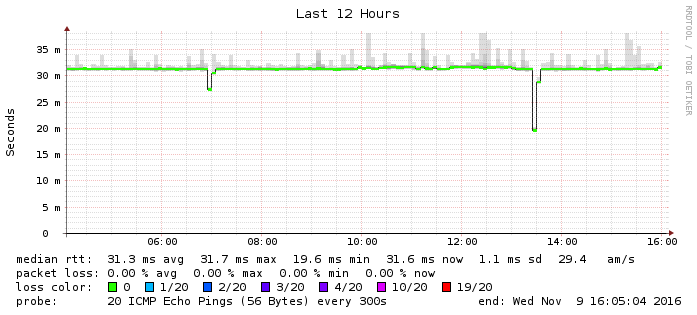 Last 12 Hours
RRDTOOL / TOBI OETIKER
Seconds
35 m
30 m
25 m
20 m
15 m
10 m
5 m
0
06:00 08:00 10:00 12:00 14:00 16:00
median rtt: 31.3 ms avg 31.7 ms max 19.6 ms min 31.6 ms now 1.1 ms sd 29.4 am/s
packet loss: 0.00 % avg 0.00 % max 0.00 % min 0.00 % now
loss color: 0 1/20 2/20 3/20 4/20 10/20 19/20
probe: 20 ICMP Echo Pings (56 Bytes) every 300s end: Wed Nov 9 16:05:04 2016